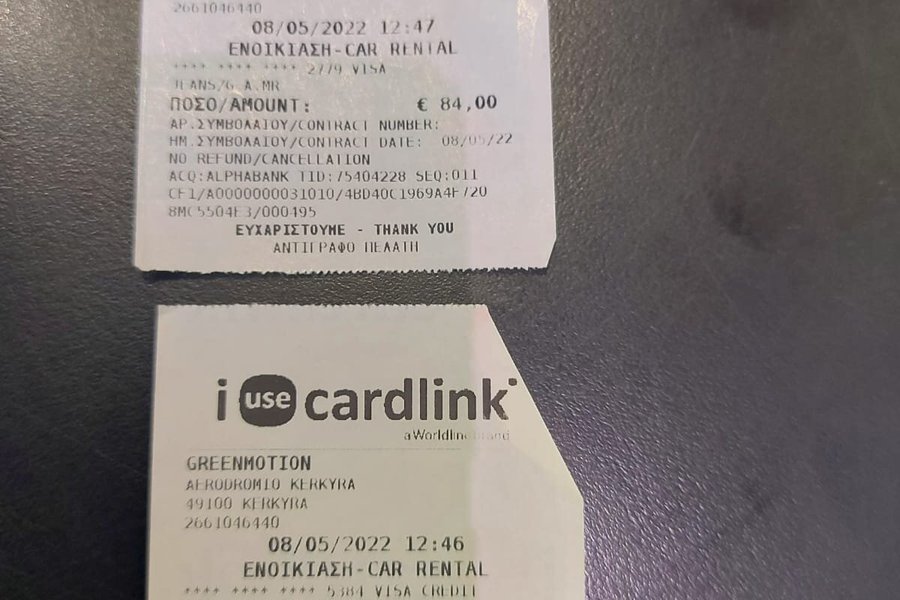 2661046440
08/05/2022 12:47
ΕΝΟΙΚΙΑΣΗ-CAR RENTAL
**** **** **** 2779 VISA
JEANS/G A.MR
ΠΟΣΟ/AMOUNT: € 84,00
ΑΡ.ΣΥΜΒΟΛΑΙΟΥ/CONTRACT NUMBER:
ΗΜ.ΣΥΜΒΟΛΑΙΟΥ/CONTRACT DATE: 08/05/22
NO REFUND/CANCELLATION
ACQ:ALPHABANK TID:75404228 SEQ:011
CF1/A0000000031010/4BD40C1969A4F720
8MC5504E3/000495
ΕΥΧΑΡΙΣΤΟΥΜΕ - THANK YOU
ΑΝΤΙΓΡΑΦΟ ΠΕΛΑΤΗ
i use cardlink
a Worldline brand
GREENMOTION
AERODROMIO KERKYRA
49100 KERKYRA
2661046440
08/05/2022 12:46
ΕΝΟΙΚΙΑΣΗ-CAR RENTAL
**** **** **** 5384 VISA CREDIT